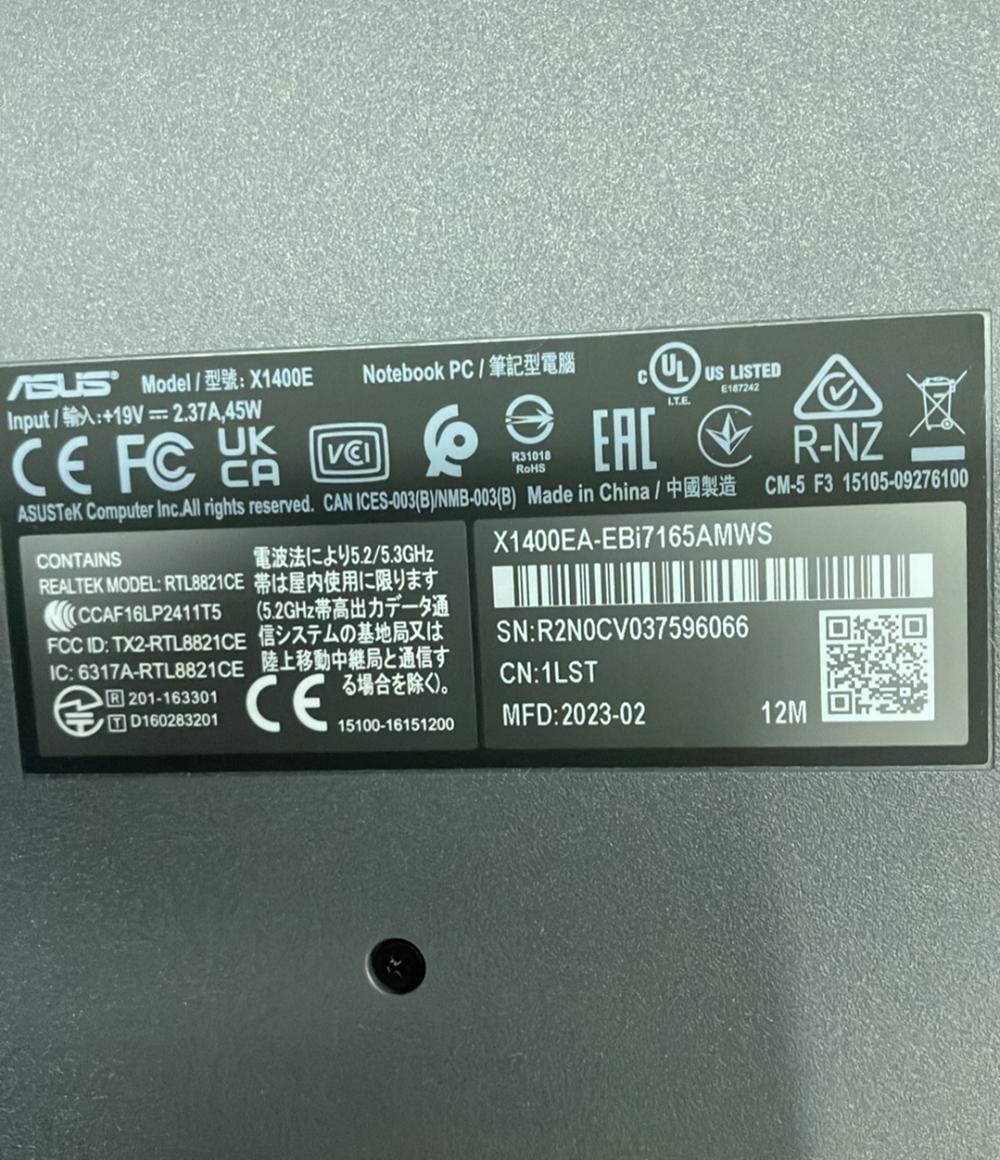 ASUS® Model / 型號: X1400E Notebook PC / 筆記型電腦
Input / 輸入:+19V ⎓ 2.37A,45W
C UL US LISTED
I.T.E. E187242
CE FC UK CA VCI R31018 RoHS EAC R-NZ
ASUSTeK Computer Inc.All rights reserved. CAN ICES-003(B)/NMB-003(B) Made in China / 中國製造 CM-5 F3 15105-09276100
CONTAINS
REALTEK MODEL: RTL8821CE
CCAF16LP2411T5
FCC ID: TX2-RTL8821CE
IC: 6317A-RTL8821CE
R 201-163301
T D160283201
電波法により5.2/5.3GHz
帯は屋内使用に限ります
(5.2GHz帯高出力データ通
信システムの基地局又は
陸上移動中継局と通信す
る場合を除く)。
CE 15100-16151200
X1400EA-EBi7165AMWS
SN:R2N0CV037596066
CN:1LST
MFD:2023-02 12M